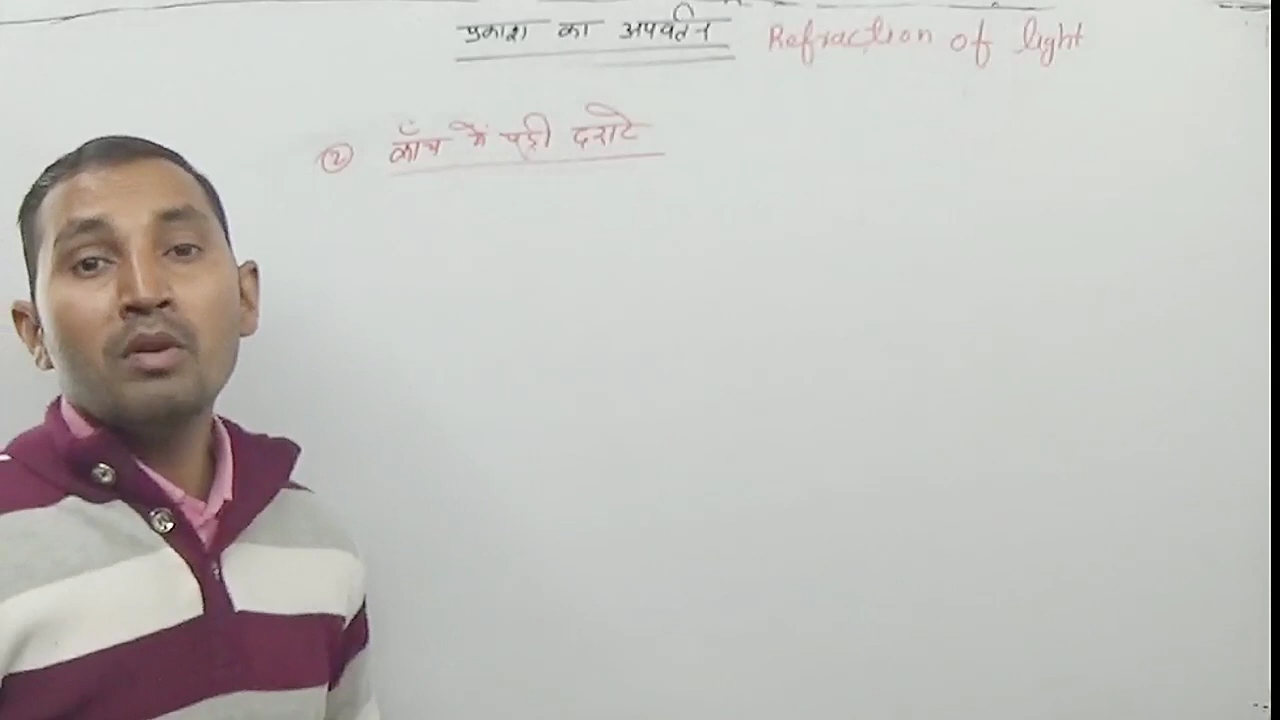 प्रकाश का अपवर्तन Refraction of light
② काँच में पड़ी दरारे